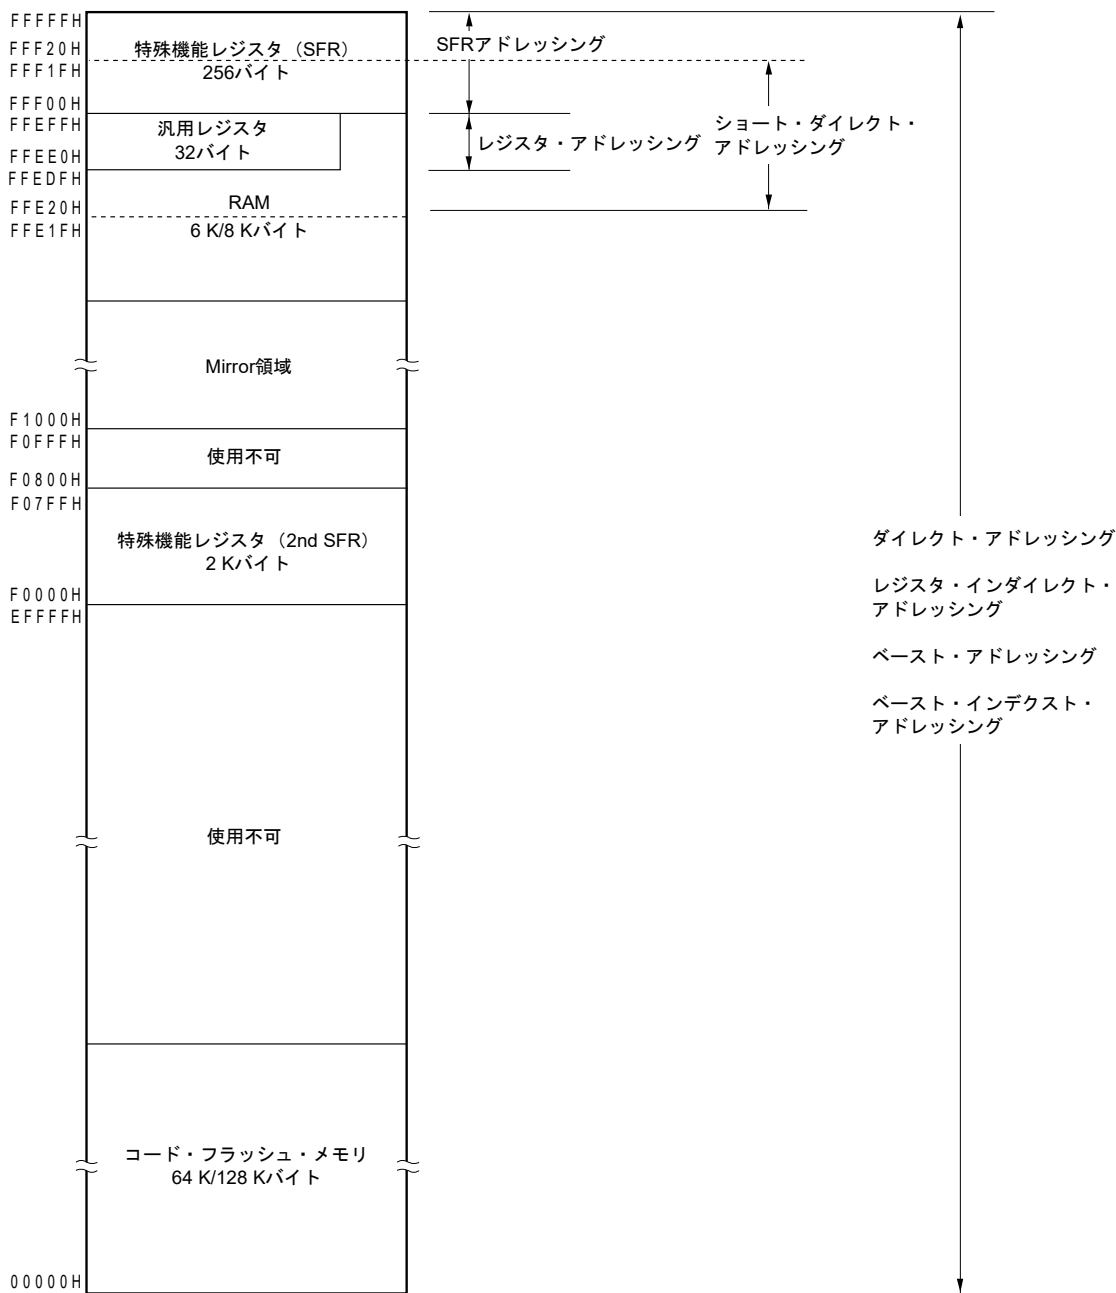 FFFFFH
FFF20H
FFF1FH
FFF00H
FFEFFH
FFEE0H
FFEDFH
FFE20H
FFE1FH
特殊機能レジスタ（SFR）
256バイト
汎用レジスタ
32バイト
RAM
6 K/8 Kバイト
SFRアドレッシング
レジスタ・アドレッシング
ショート・ダイレクト・
アドレッシング
Mirror領域
F1000H
F0FFFH
使用不可
F0800H
F07FFH
特殊機能レジスタ（2nd SFR）
2 Kバイト
F0000H
EFFFFH
ダイレクト・アドレッシング
レジスタ・インダイレクト・
アドレッシング
ベースト・アドレッシング
ベースト・インデクスト・
アドレッシング
使用不可
コード・フラッシュ・メモリ
64 K/128 Kバイト
00000H